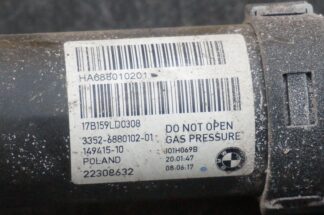 HA688010201
17B159LD0308
3352-6880102-01
149415-10
POLAND
22308632
DO NOT OPEN
GAS PRESSURE
J01H069B
20.01:47
08.06.17